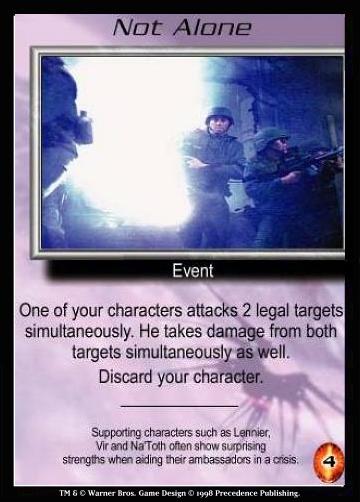 Not Alone
Event
One of your characters attacks 2 legal targets
simultaneously. He takes damage from both
targets simultaneously as well.
Discard your character.
Supporting characters such as Lennier,
Vir and Na'Toth often show surprising
strengths when aiding their ambassadors in a crisis.
4
TM & © Warner Bros. Game Design © 1998 Precedence Publishing.